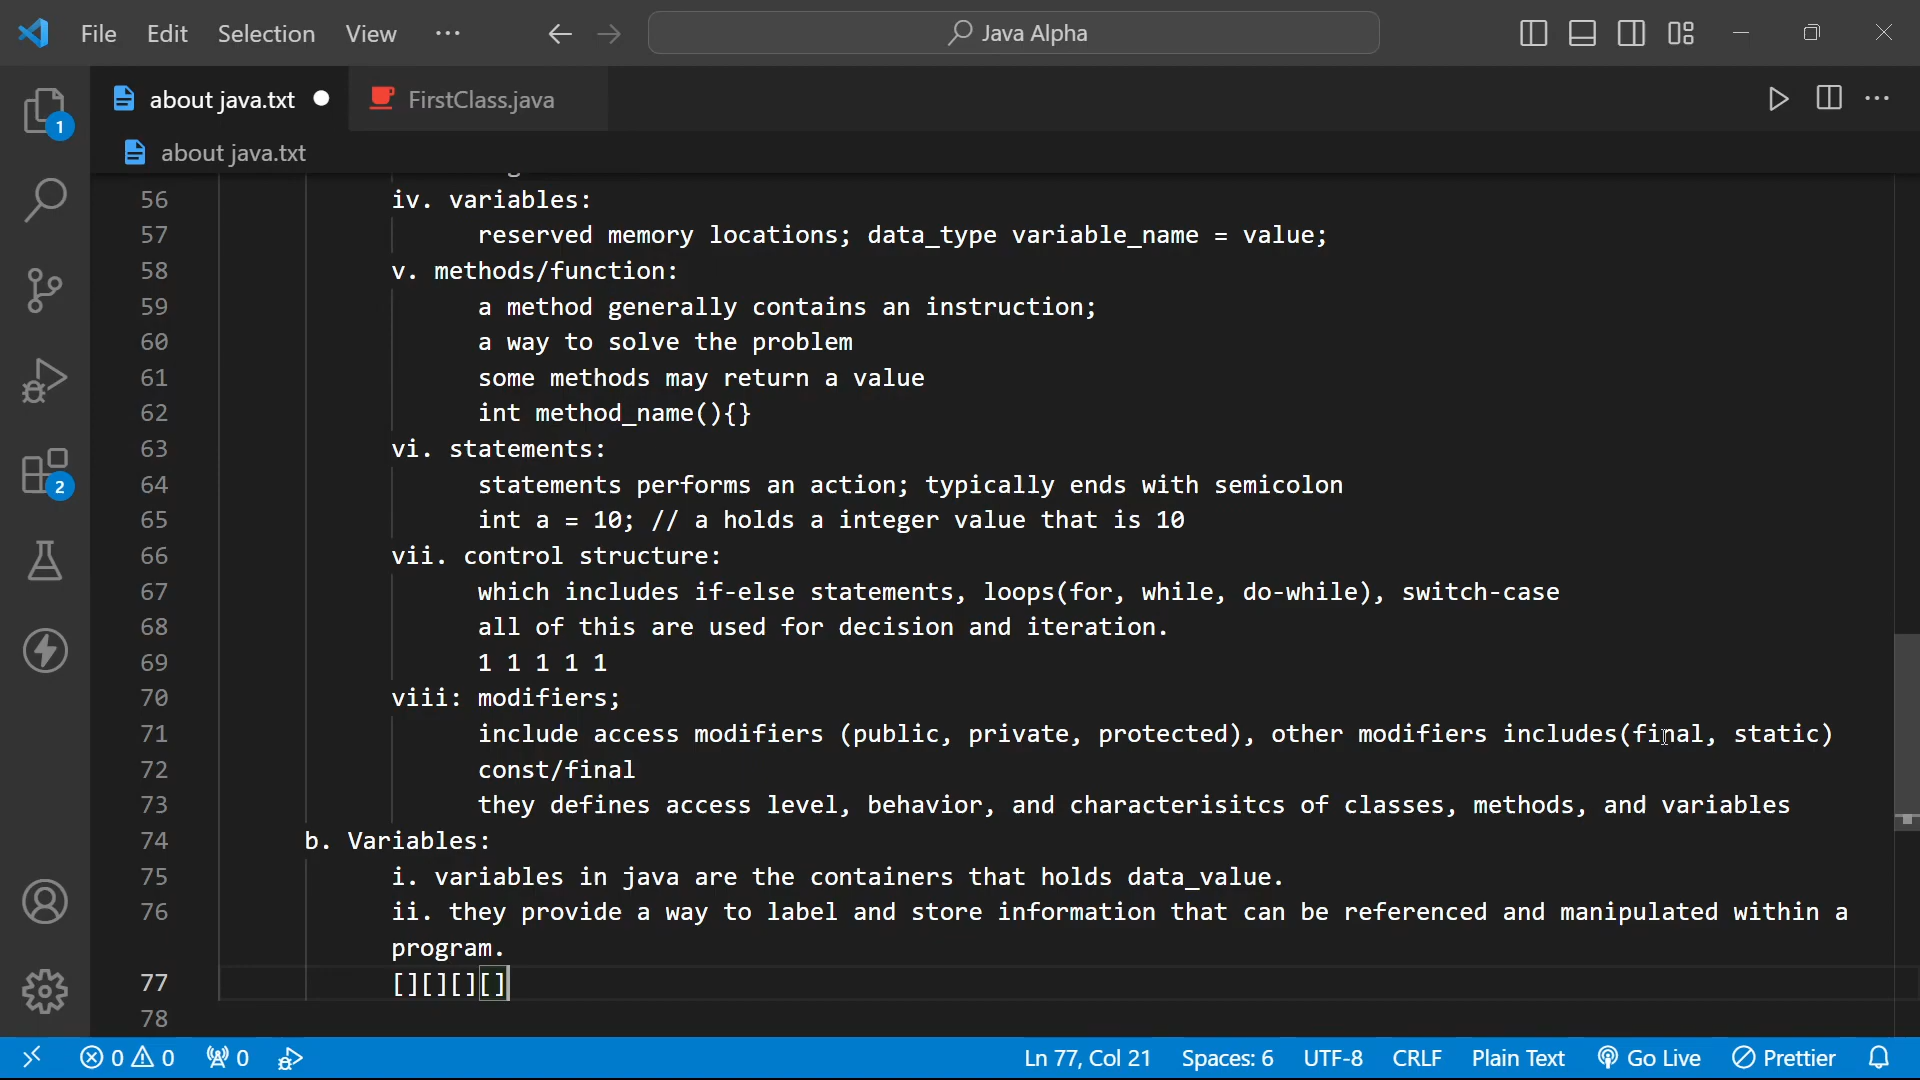 File Edit Selection View ··· Java Alpha
about java.txt FirstClass.java
1
about java.txt
56 iv. variables:
57 reserved memory locations; data_type variable_name = value;
58 v. methods/function:
59 a method generally contains an instruction;
60 a way to solve the problem
61 some methods may return a value
62 int method_name(){}
63 vi. statements:
64 statements performs an action; typically ends with semicolon
2
65 int a = 10; // a holds a integer value that is 10
66 vii. control structure:
67 which includes if-else statements, loops(for, while, do-while), switch-case
68 all of this are used for decision and iteration.
69 1 1 1 1 1
70 viii: modifiers;
71 include access modifiers (public, private, protected), other modifiers includes(final, static)
72 const/final
73 they defines access level, behavior, and characterisitcs of classes, methods, and variables
74 b. Variables:
75 i. variables in java are the containers that holds data_value.
76 ii. they provide a way to label and store information that can be referenced and manipulated within a
program.
77 [][][][]
78
0 0 0 Ln 77, Col 21 Spaces: 6 UTF-8 CRLF Plain Text Go Live Prettier